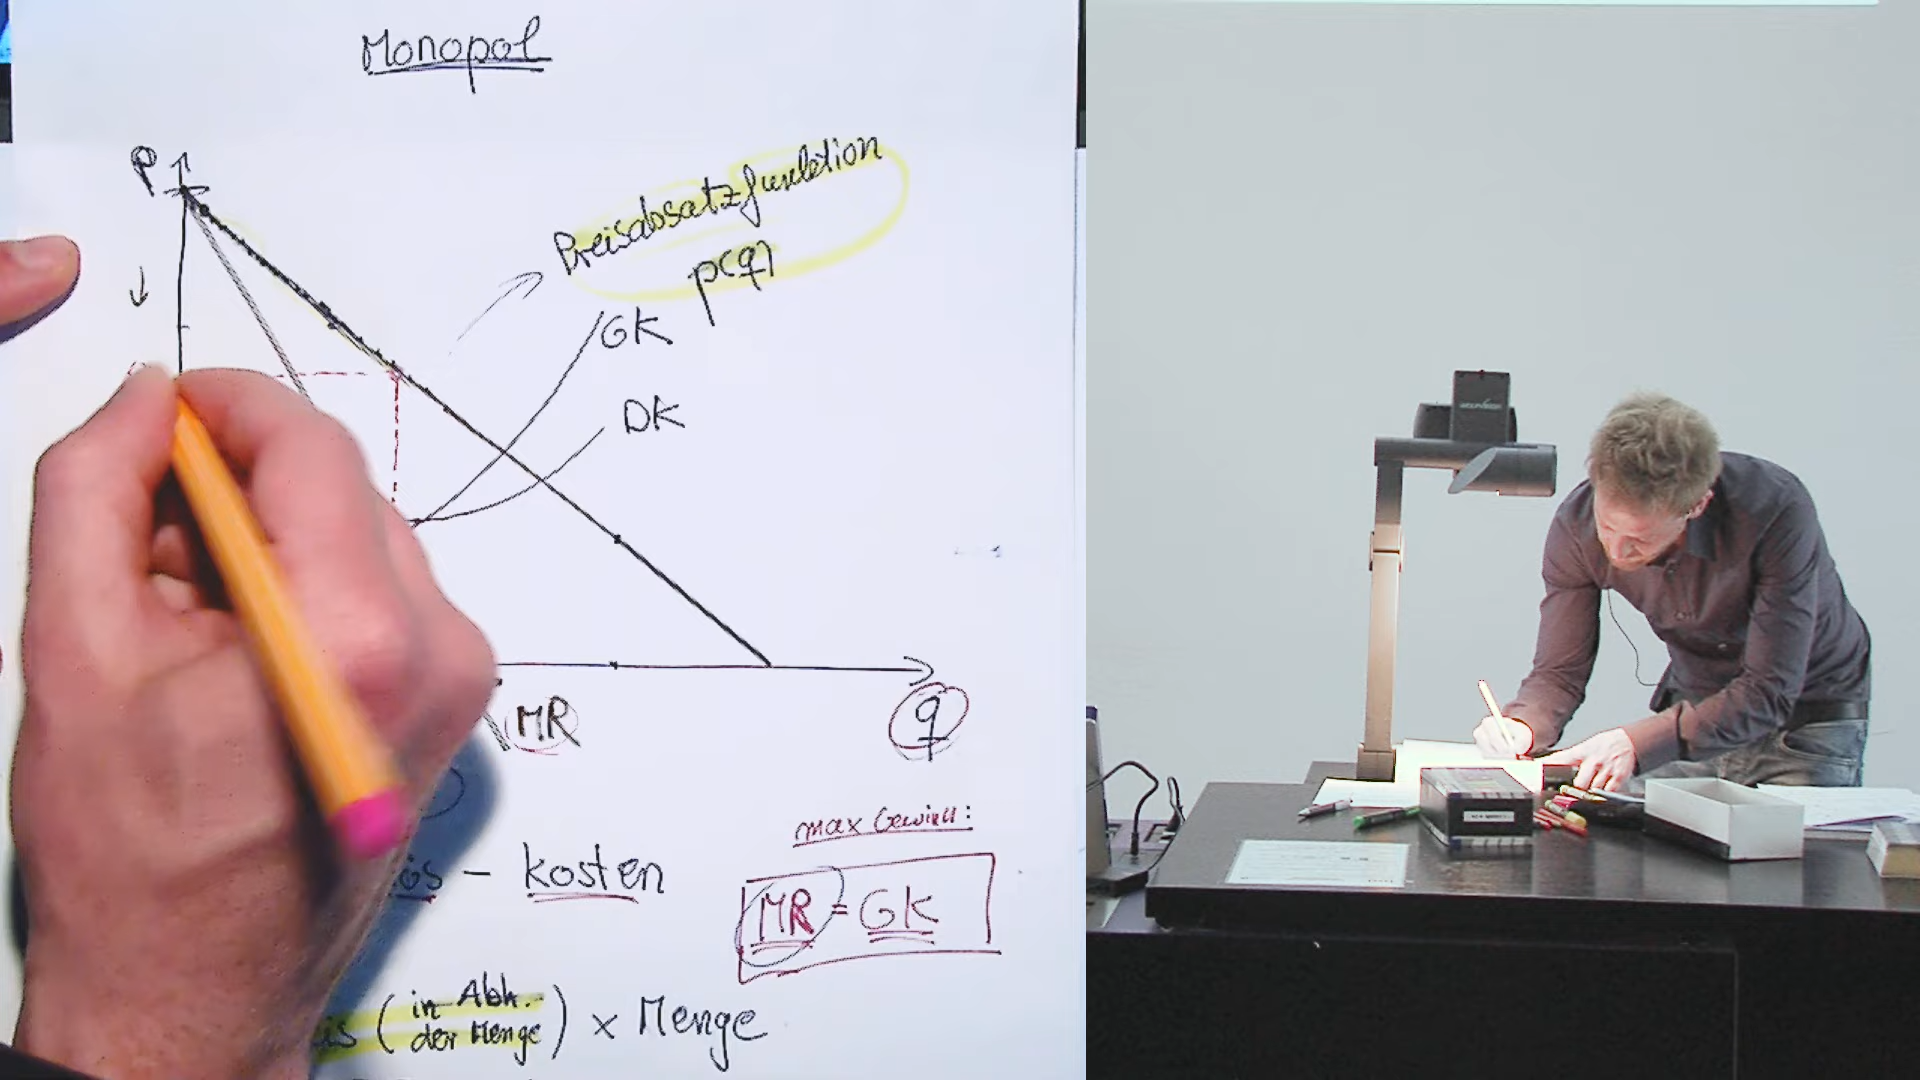 Monopol
P
Preisabsatzfunktion
p(q)
GK
DK
MR
q
max Gewinn:
- Kosten
MR = GK
(in Abh.
der Menge) x Menge